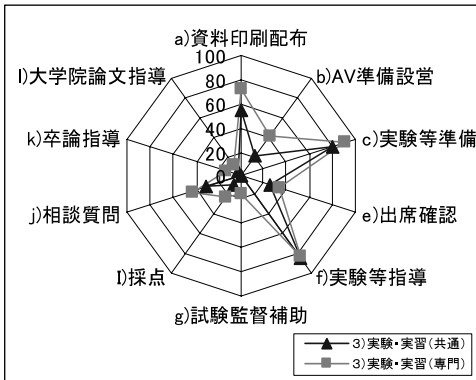 a)資料印刷配布
100
80
60
40
20
0
b)AV準備設営
c)実験等準備
e)出席確認
f)実験等指導
g)試験監督補助
I)採点
j)相談質問
k)卒論指導
l)大学院論文指導
3)実験・実習(共通)
3)実験・実習(専門)